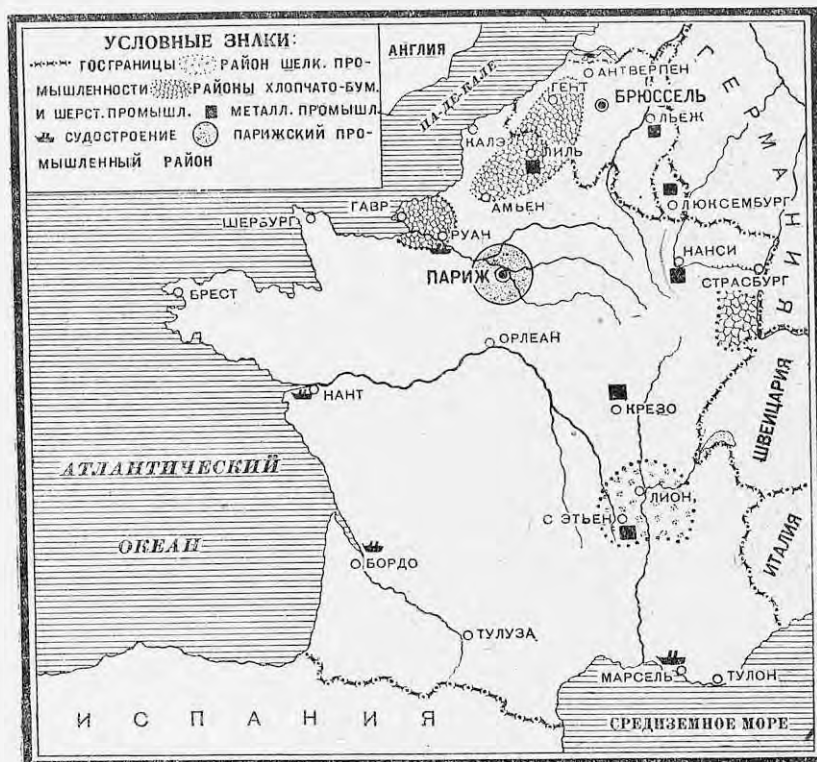 УСЛОВНЫЕ ЗНАКИ:
ГОСГРАНИЦЫ РАЙОН ШЕЛК. ПРО-
МЫШЛЕННОСТИ РАЙОНЫ ХЛОПЧАТО-БУМ.
И ШЕРСТ. ПРОМЫШЛ. МЕТАЛЛ. ПРОМЫШЛ.
СУДОСТРОЕНИЕ ПАРИЖСКИЙ ПРО-
МЫШЛЕННЫЙ РАЙОН
АНГЛИЯ
ПА-ДЕ-КАЛЕ
ГЕРМАНИЯ
АНТВЕРПЕН
ГЕНТ
БРЮССЕЛЬ
ЛЬЕЖ
КАЛЭ
ЛИЛЬ
ЛЮКСЕМБУРГ
АМЬЕН
ГАВР
ШЕРБУРГ
РУАН
НАНСИ
ПАРИЖ
СТРАСБУРГ
БРЕСТ
ОРЛЕАН
НАНТ
КРЕЗО
ШВЕЙЦАРИЯ
АТЛАНТИЧЕСКИЙ
ОКЕАН
ЛИОН
С ЭТЬЕН
ИТАЛИЯ
БОРДО
ТУЛУЗА
МАРСЕЛЬ
ТУЛОН
ИСПАНИЯ
СРЕДИЗЕМНОЕ МОРЕ